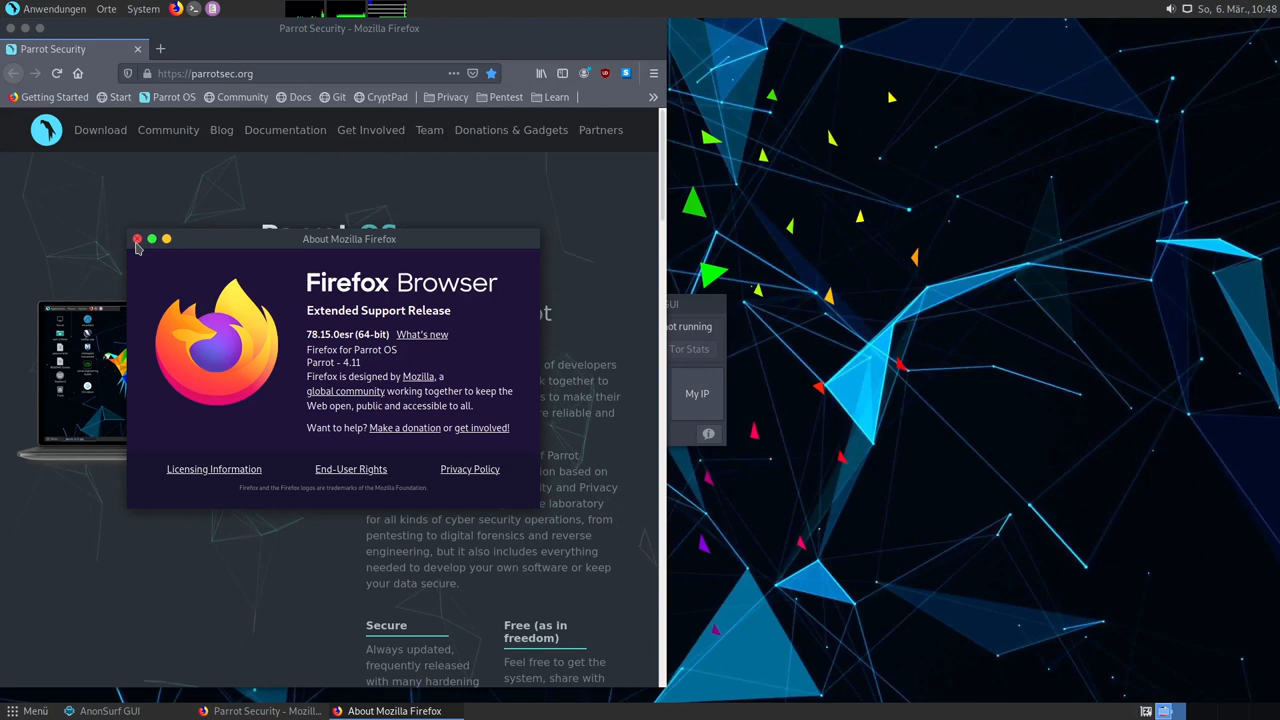 Anwendungen Orte System
So, 6. Mär., 10:48
Parrot Security - Mozilla Firefox
Parrot Security
https://parrotsec.org
Getting Started Start Parrot OS Community Docs Git CryptPad Privacy Pentest Learn
Download Community Blog Documentation Get Involved Team Donations & Gadgets Partners
About Mozilla Firefox
Firefox Browser
Extended Support Release
78.15.0esr (64-bit) What's new
Firefox for Parrot OS
Parrot - 4.11
Firefox is designed by Mozilla, a
global community working together to keep the
Web open, public and accessible to all.
Want to help? Make a donation or get involved!
Licensing Information End-User Rights Privacy Policy
Firefox and the Firefox logos are trademarks of the Mozilla Foundation.
of developers
k together to
s to make their
re reliable and
of Parrot
tion based on
ity and Privacy
e laboratory
for all kinds of cyber security operations, from
pentesting to digital forensics and reverse
engineering, but it also includes everything
needed to develop your own software or keep
your data secure.
Secure
Always updated,
frequently released
with many hardening
Free (as in
freedom)
Feel free to get the
system, share with
GUI
ot running
Tor Stats
My IP
Menü AnonSurf GUI Parrot Security - Mozill... About Mozilla Firefox